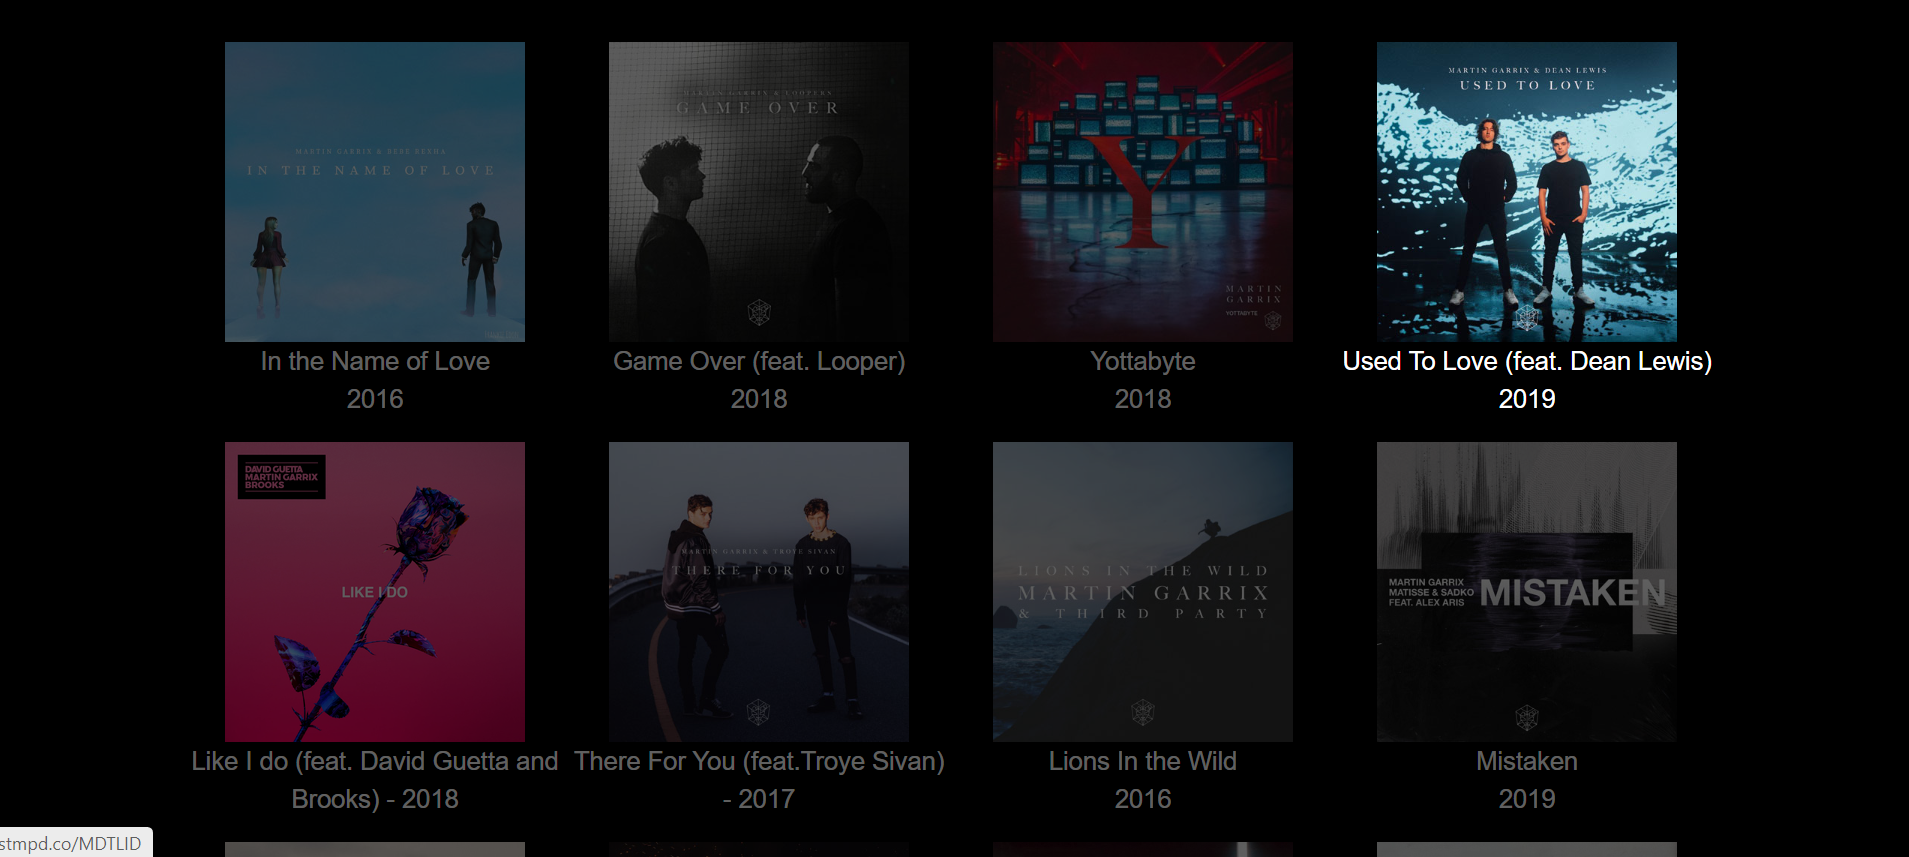 MARTIN GARRIX & BEBE REXHA
IN THE NAME OF LOVE
In the Name of Love
2016
MARTIN GARRIX & LOOPERS
GAME OVER
Game Over (feat. Looper)
2018
Y
MARTIN
GARRIX
YOTTABYTE
Yottabyte
2018
MARTIN GARRIX & DEAN LEWIS
USED TO LOVE
Used To Love (feat. Dean Lewis)
2019
DAVID GUETTA
MARTIN GARRIX
BROOKS
LIKE I DO
Like I do (feat. David Guetta and
Brooks) - 2018
MARTIN GARRIX & TROYE SIVAN
THERE FOR YOU
There For You (feat.Troye Sivan)
- 2017
LIONS IN THE WILD
MARTIN GARRIX
& THIRD PARTY
Lions In the Wild
2016
MARTIN GARRIX
MATISSE & SADKO
FEAT. ALEX ARIS
MISTAKEN
Mistaken
2019
stmpd.co/MDTLID